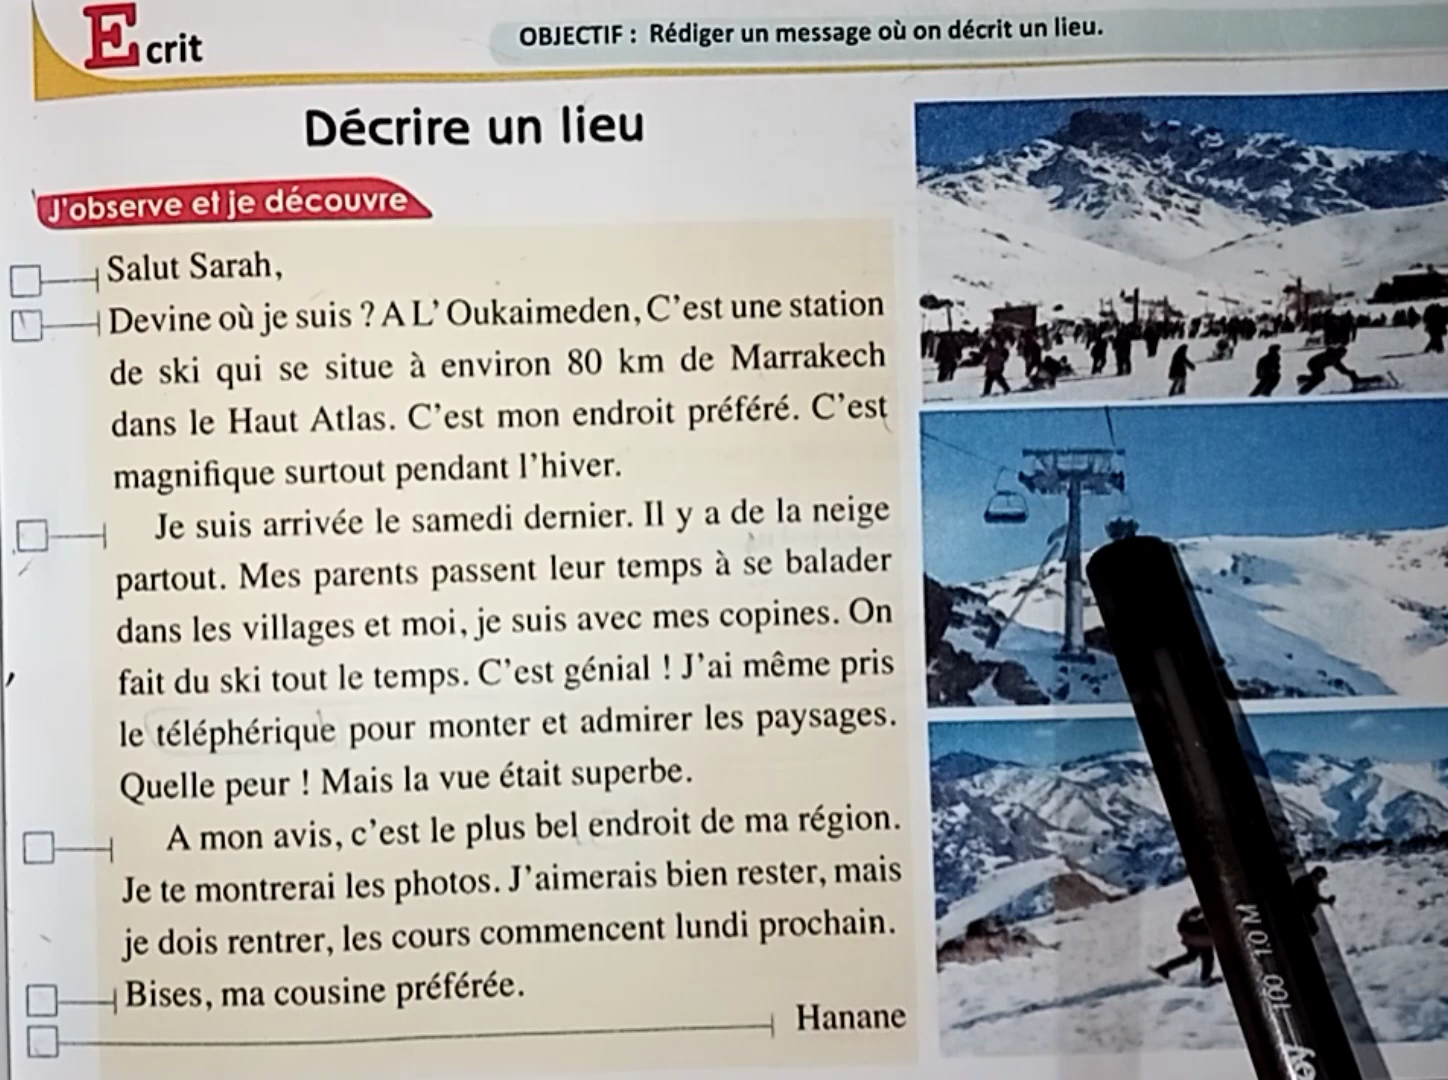 Ecrit
OBJECTIF : Rédiger un message où on décrit un lieu.
Décrire un lieu
J'observe et je découvre
Salut Sarah,
Devine où je suis ? A L' Oukaimeden, C'est une station
de ski qui se situe à environ 80 km de Marrakech
dans le Haut Atlas. C'est mon endroit préféré. C'est
magnifique surtout pendant l'hiver.
Je suis arrivée le samedi dernier. Il y a de la neige
partout. Mes parents passent leur temps à se balader
dans les villages et moi, je suis avec mes copines. On
fait du ski tout le temps. C'est génial ! J'ai même pris
le téléphérique pour monter et admirer les paysages.
Quelle peur ! Mais la vue était superbe.
A mon avis, c'est le plus bel endroit de ma région.
Je te montrerai les photos. J'aimerais bien rester, mais
je dois rentrer, les cours commencent lundi prochain.
Bises, ma cousine préférée.
Hanane
100 1.0 M